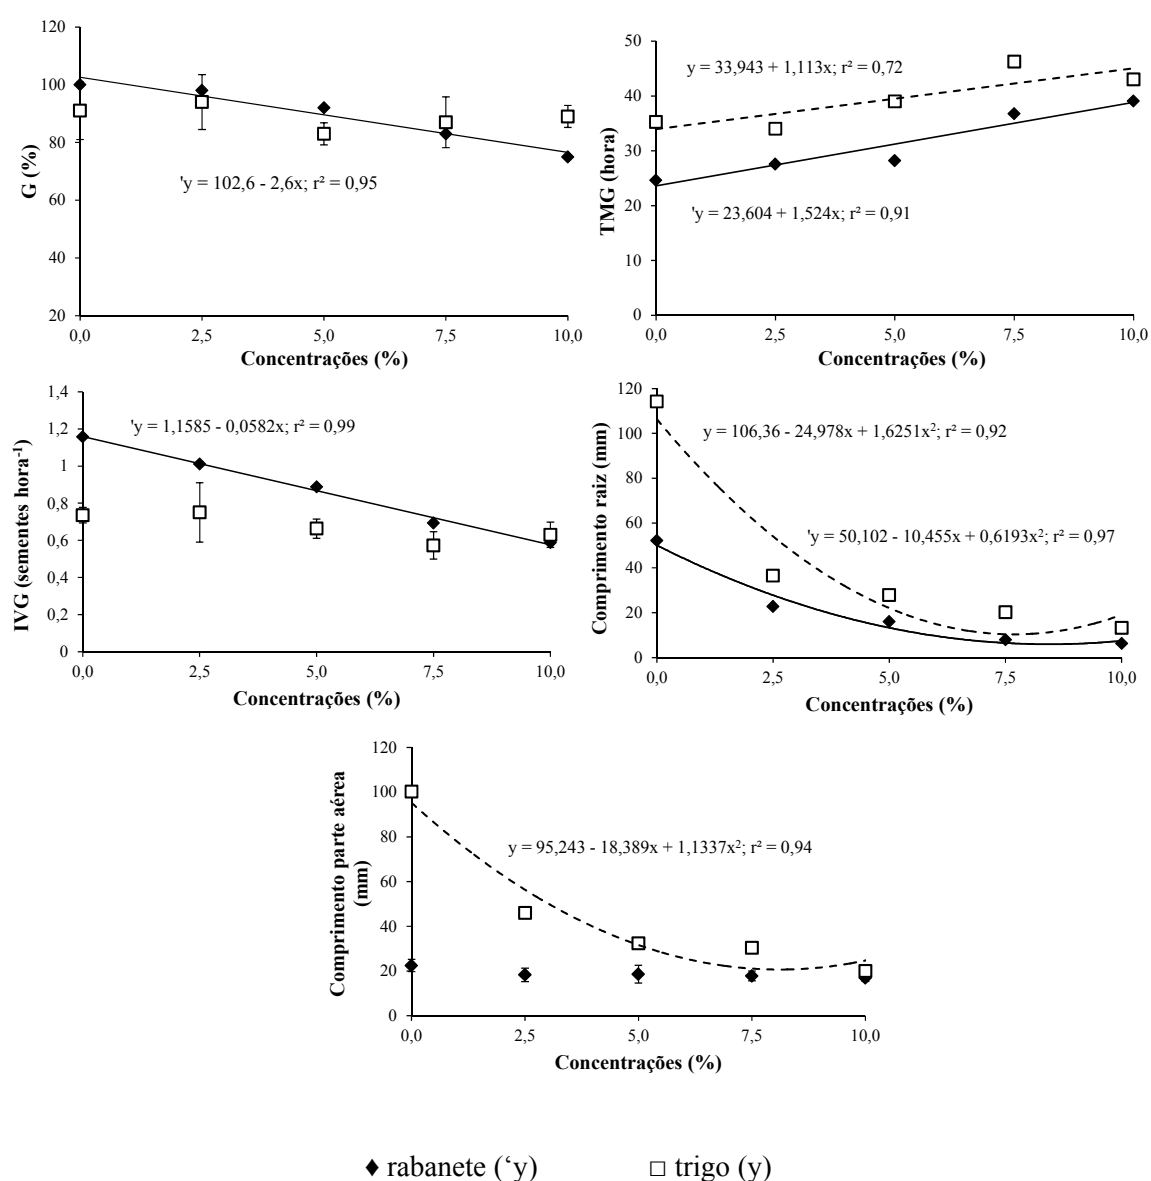 120
100
80
60
40
20
G (%)
'y = 102,6 - 2,6x; r² = 0,95
0,0 2,5 5,0 7,5 10,0
Concentrações (%)
50
40
30
20
10
0
TMG (hora)
y = 33,943 + 1,113x; r² = 0,72
'y = 23,604 + 1,524x; r² = 0,91
0,0 2,5 5,0 7,5 10,0
Concentrações (%)
1,4
1,2
1
0,8
0,6
0,4
0,2
0
IVG (sementes hora⁻¹)
'y = 1,1585 - 0,0582x; r² = 0,99
0,0 2,5 5,0 7,5 10,0
Concentrações (%)
120
100
80
60
40
20
0
Comprimento raiz (mm)
y = 106,36 - 24,978x + 1,6251x²; r² = 0,92
'y = 50,102 - 10,455x + 0,6193x²; r² = 0,97
0,0 2,5 5,0 7,5 10,0
Concentrações (%)
120
100
80
60
40
20
0
Comprimento parte aérea
(mm)
y = 95,243 - 18,389x + 1,1337x²; r² = 0,94
0,0 2,5 5,0 7,5 10,0
Concentrações (%)
rabanete (‘y) trigo (y)